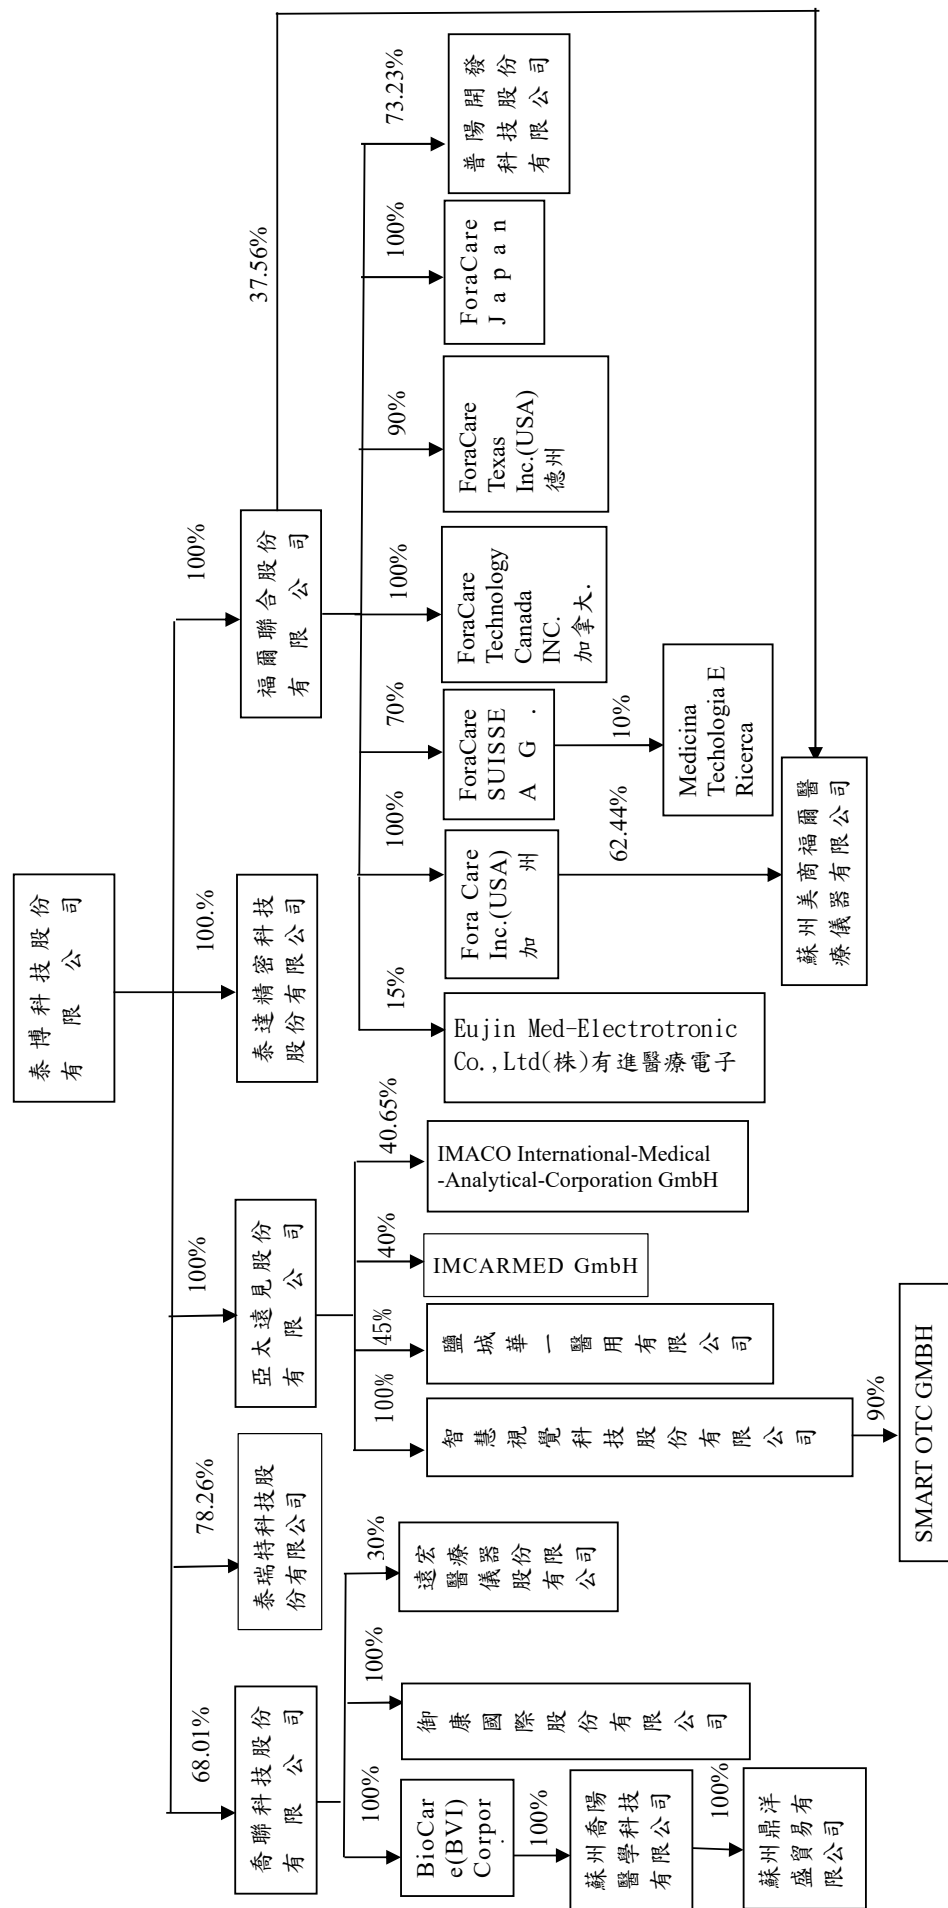 泰博科技股份
有限公司
68.01%
78.26%
100%
100.%
100%
37.56%
喬聯科技股份
有限公司
泰瑞特科技股
份有限公司
亞太遠見股份
有限公司
泰達精密科技
股份有限公司
福爾聯合股份
有限公司
100%
100%
30%
100%
45%
40%
40.65%
15%
100%
70%
100%
90%
100%
73.23%
BioCar
e(BVI)
Corpor
御康國際股份有限公司
遠宏
醫療
儀器
股份
有限
公司
智慧視覺科技股份有限公司
鹽城華一醫用有限公司
IMCARMED GmbH
IMACO International-Medical
-Analytical-Corporation GmbH
Eujin Med-Electrotronic
Co.,Ltd(株)有進醫療電子
Fora Care
Inc.(USA)
加州
ForaCare
SUISSE
AG.
ForaCare
Technology
Canada
INC.
加拿大.
ForaCare
Texas
Inc.(USA)
德州
ForaCare
Japan
普陽開發
科技股份
有限公司
100%
蘇州喬陽
醫學科技
有限公司
100%
蘇州鼎洋
盛貿易有
限公司
90%
SMART OTC GMBH
62.44%
10%
Medicina
Techologia E
Ricerca
蘇州美商福爾醫
療儀器有限公司